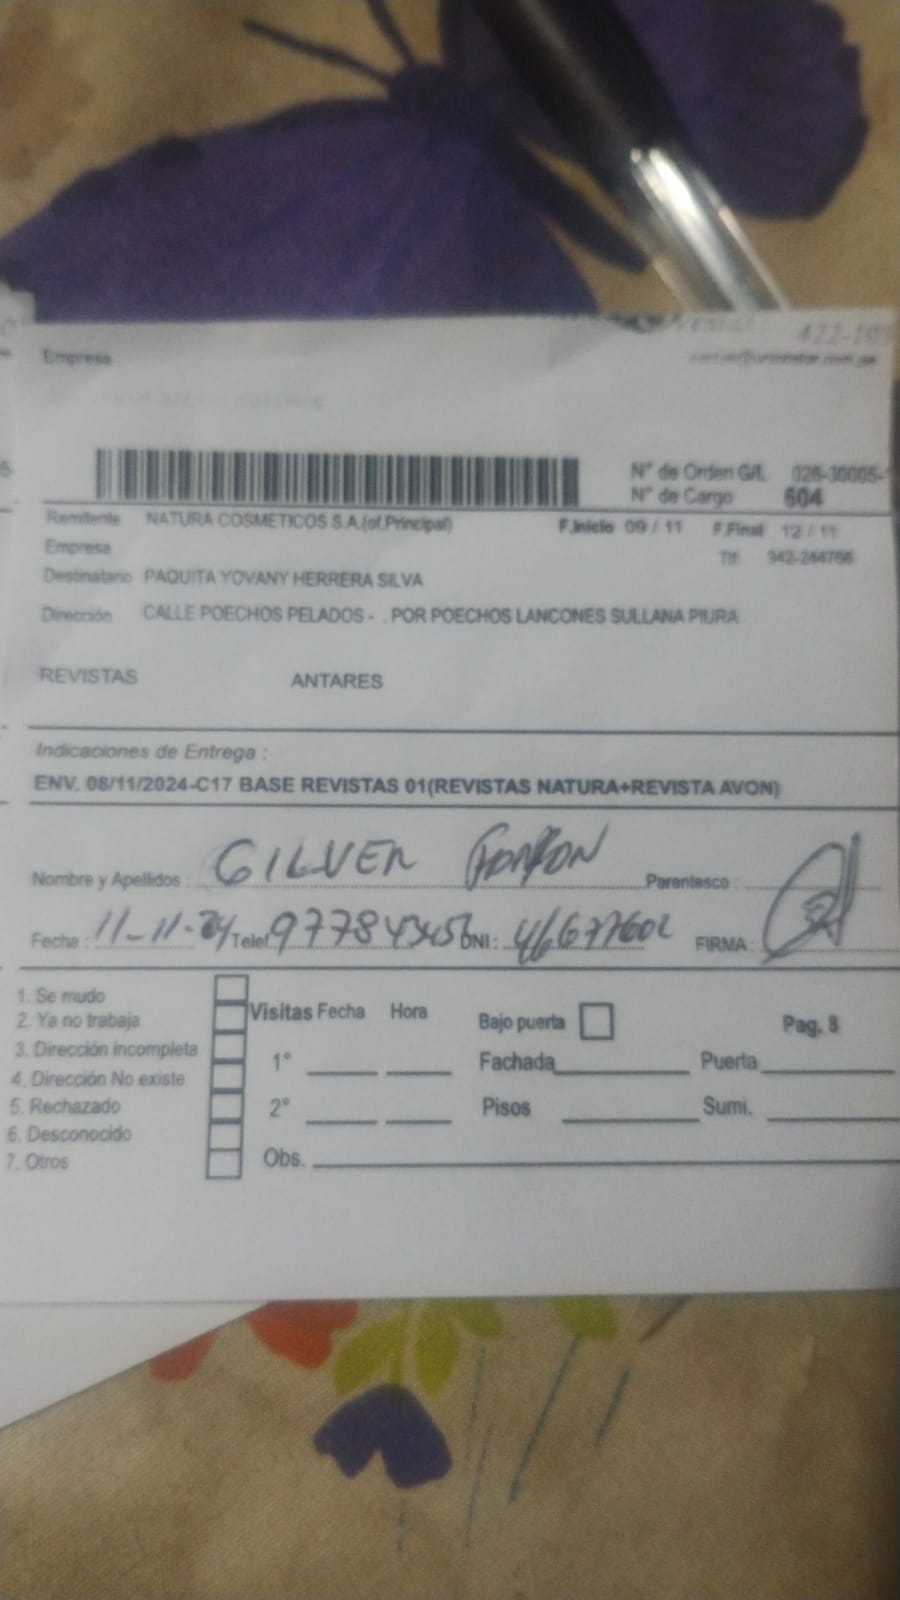 422-
Empresa
N° de Orden G/t. 026-30005-
N° de Cargo 604
Remitente NATURA COSMETICOS S.A.(of.Principal) F.Inicio 09 / 11 F.Final 12 / 11
Empresa Tlf: 942-244766
Destinatario PAQUITA YOVANY HERRERA SILVA
Dirección CALLE POECHOS PELADOS - . POR POECHOS LANCONES SULLANA PIURA
REVISTAS ANTARES
Indicaciones de Entrega :
ENV. 08/11/2024-C17 BASE REVISTAS 01(REVISTAS NATURA+REVISTA AVON)
Nombre y Apellidos : GILVER Parentesco :
Fecha : 11-11-24 Telef 977843456 DNI : 46677602 FIRMA :
1. Se mudo
2. Ya no trabaja
3. Dirección incompleta
4. Dirección No existe
5. Rechazado
6. Desconocido
7. Otros
Visitas Fecha Hora
1°
2°
Obs.
Bajo puerta Pag. 8
Fachada Puerta
Pisos Sumi.